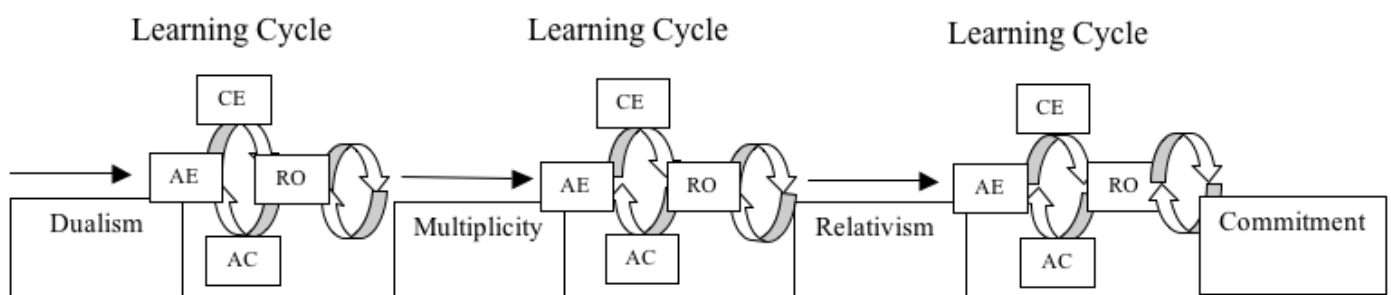 Learning Cycle
Learning Cycle
Learning Cycle
CE
CE
CE
AE
RO
AE
RO
AE
RO
Dualism
Multiplicity
Relativism
Commitment
AC
AC
AC